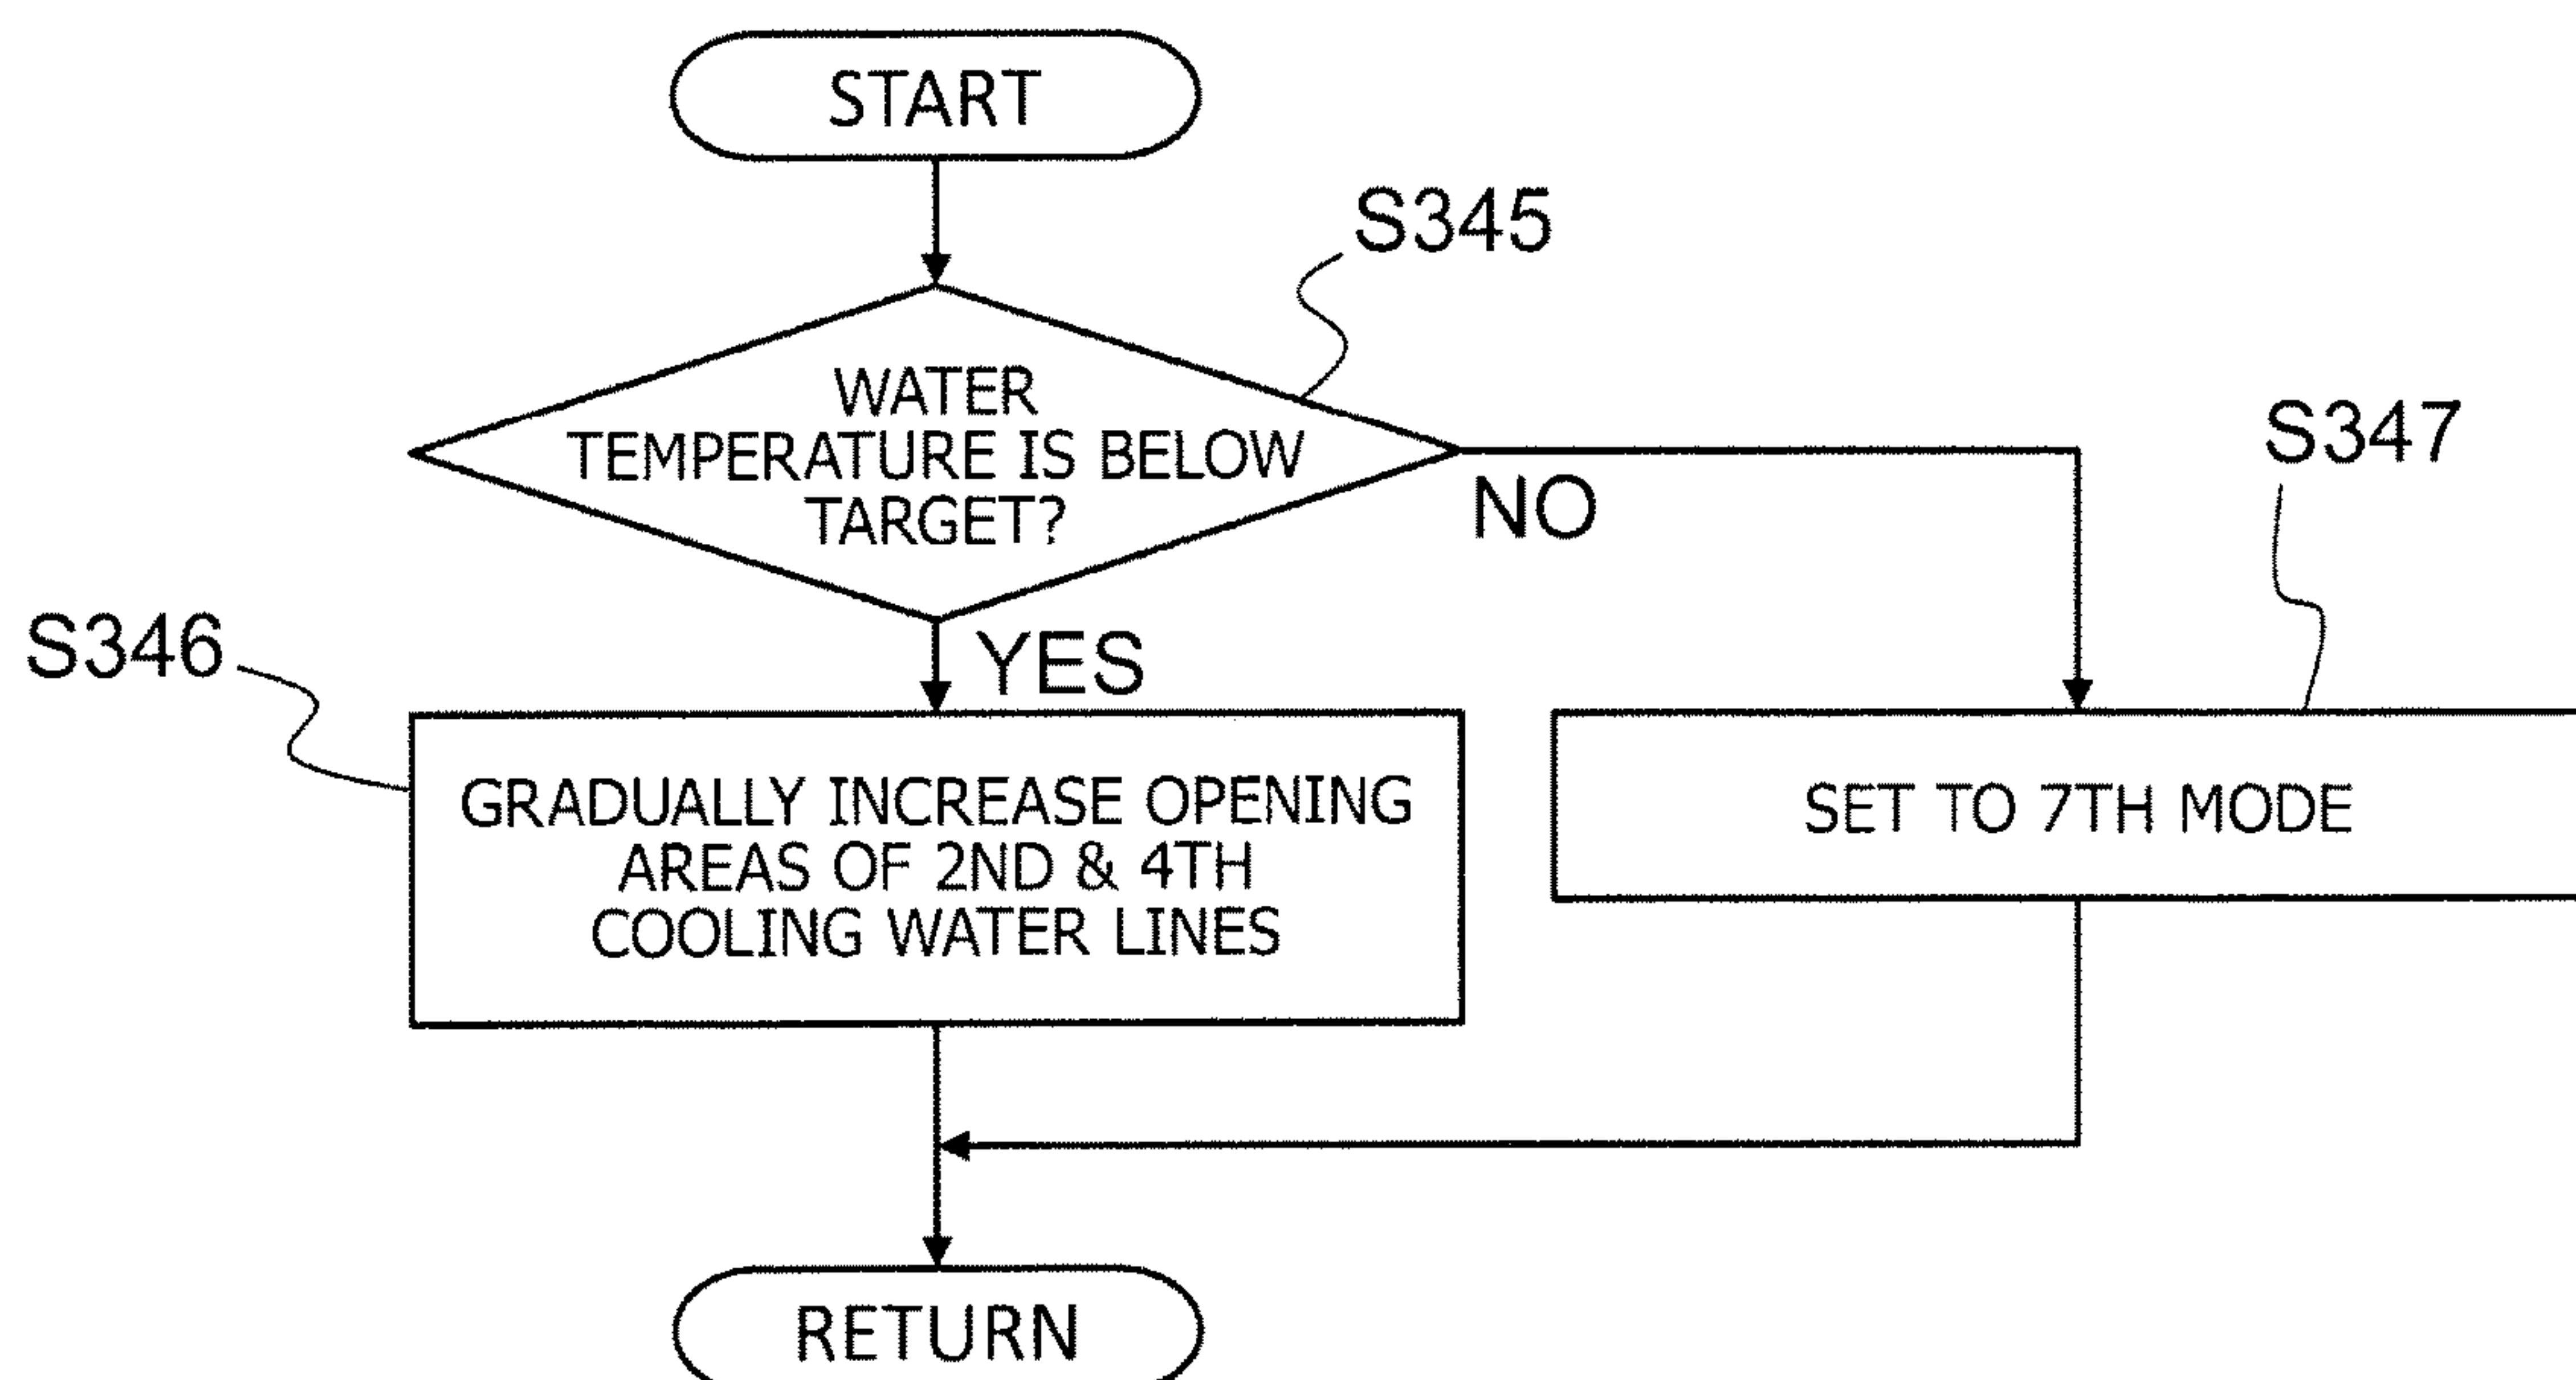 START
S345
WATER
TEMPERATURE IS BELOW
TARGET?
NO
S347
S346
YES
GRADUALLY INCREASE OPENING
AREAS OF 2ND & 4TH
COOLING WATER LINES
SET TO 7TH MODE
RETURN